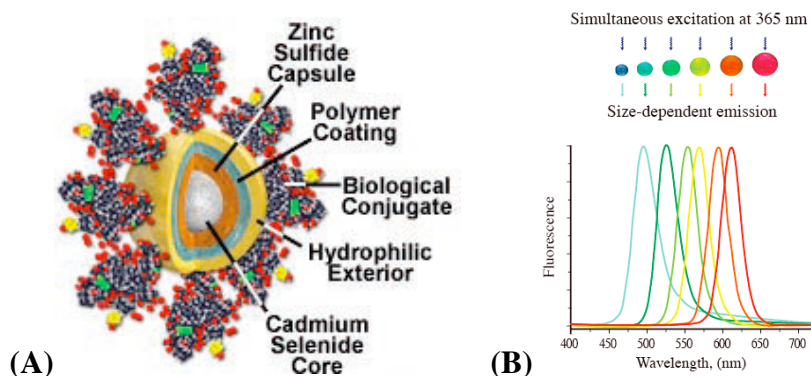 Zinc
Sulfide
Capsule
Polymer
Coating
Biological
Conjugate
Hydrophilic
Exterior
Cadmium
Selenide
Core
(A)
Simultaneous excitation at 365 nm
Size-dependent emission
Fluorescence
400 450 500 550 600 650 700
Wavelength, (nm)
(B)